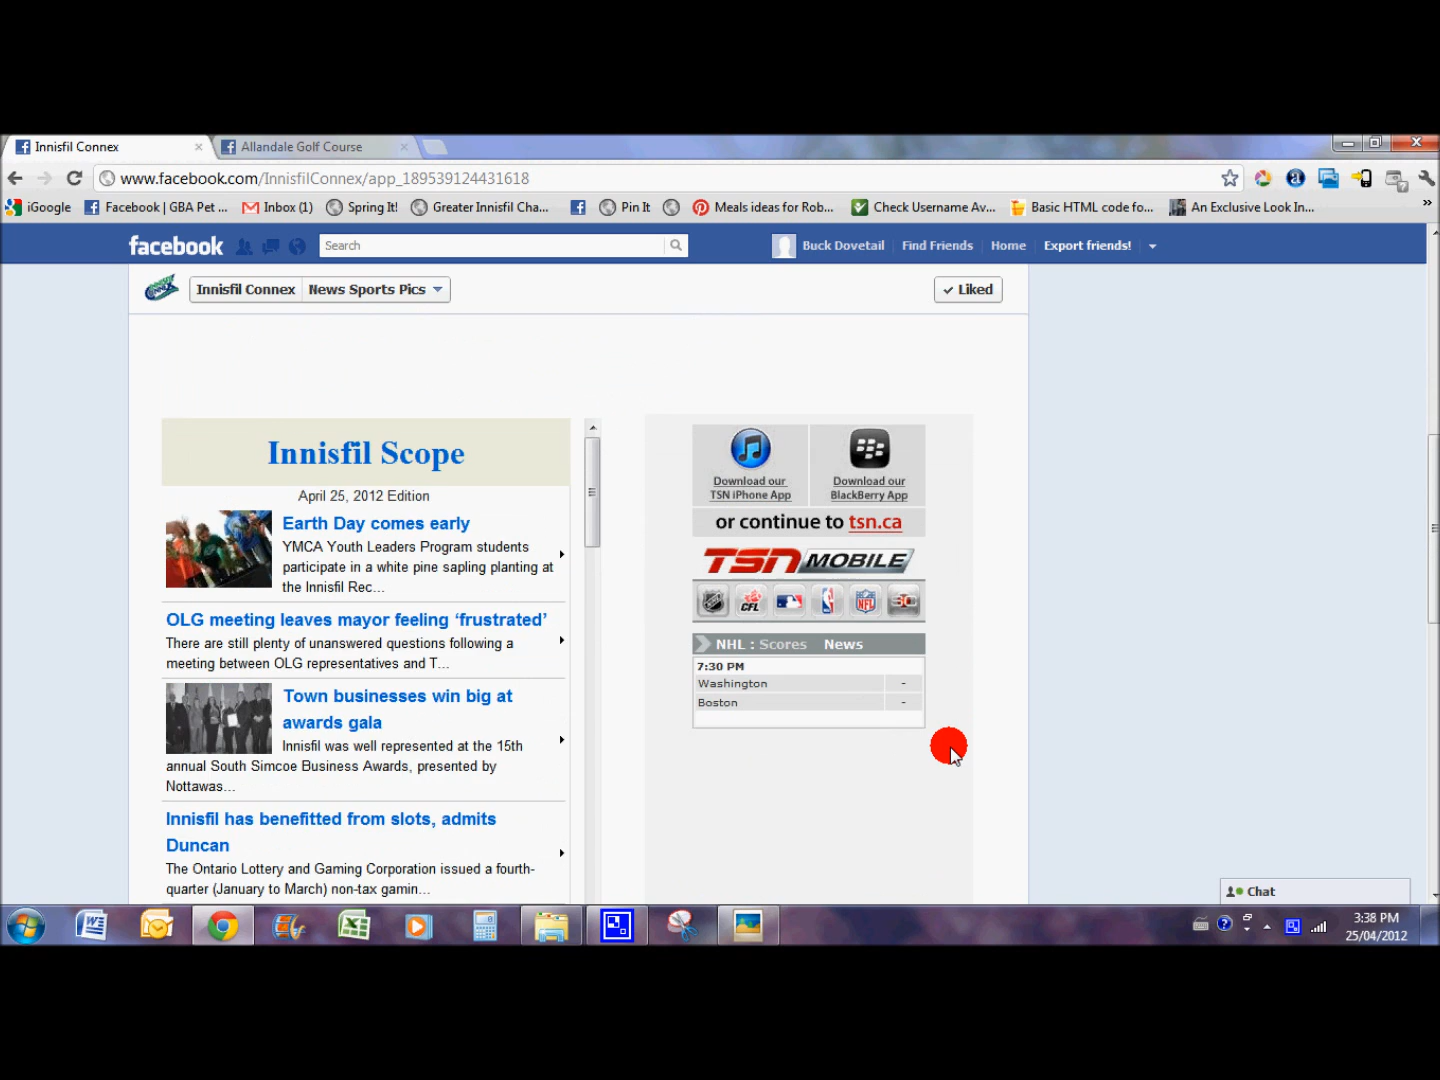 Innisfil Connex
Allandale Golf Course
www.facebook.com/InnisfilConnex/app_189539124431618
iGoogle
Facebook | GBA Pet ...
Inbox (1)
Spring It!
Greater Innisfil Cha...
Pin It
Meals ideas for Rob...
Check Username Av...
Basic HTML code fo...
An Exclusive Look In...
»
facebook
Search
Buck Dovetail
Find Friends
Home
Export friends!
Innisfil Connex
News Sports Pics
Liked
Innisfil Scope
April 25, 2012 Edition
Earth Day comes early
YMCA Youth Leaders Program students
participate in a white pine sapling planting at
the Innisfil Rec...
OLG meeting leaves mayor feeling ‘frustrated’
There are still plenty of unanswered questions following a
meeting between OLG representatives and T...
Town businesses win big at
awards gala
Innisfil was well represented at the 15th
annual South Simcoe Business Awards, presented by
Nottawas...
Innisfil has benefitted from slots, admits
Duncan
The Ontario Lottery and Gaming Corporation issued a fourth-
quarter (January to March) non-tax gamin...
Download our
TSN iPhone App
Download our
BlackBerry App
or continue to tsn.ca
TSN MOBILE
CFL
NFL
NHL : Scores News
7:30 PM
Washington -
Boston -
Chat
3:38 PM
25/04/2012